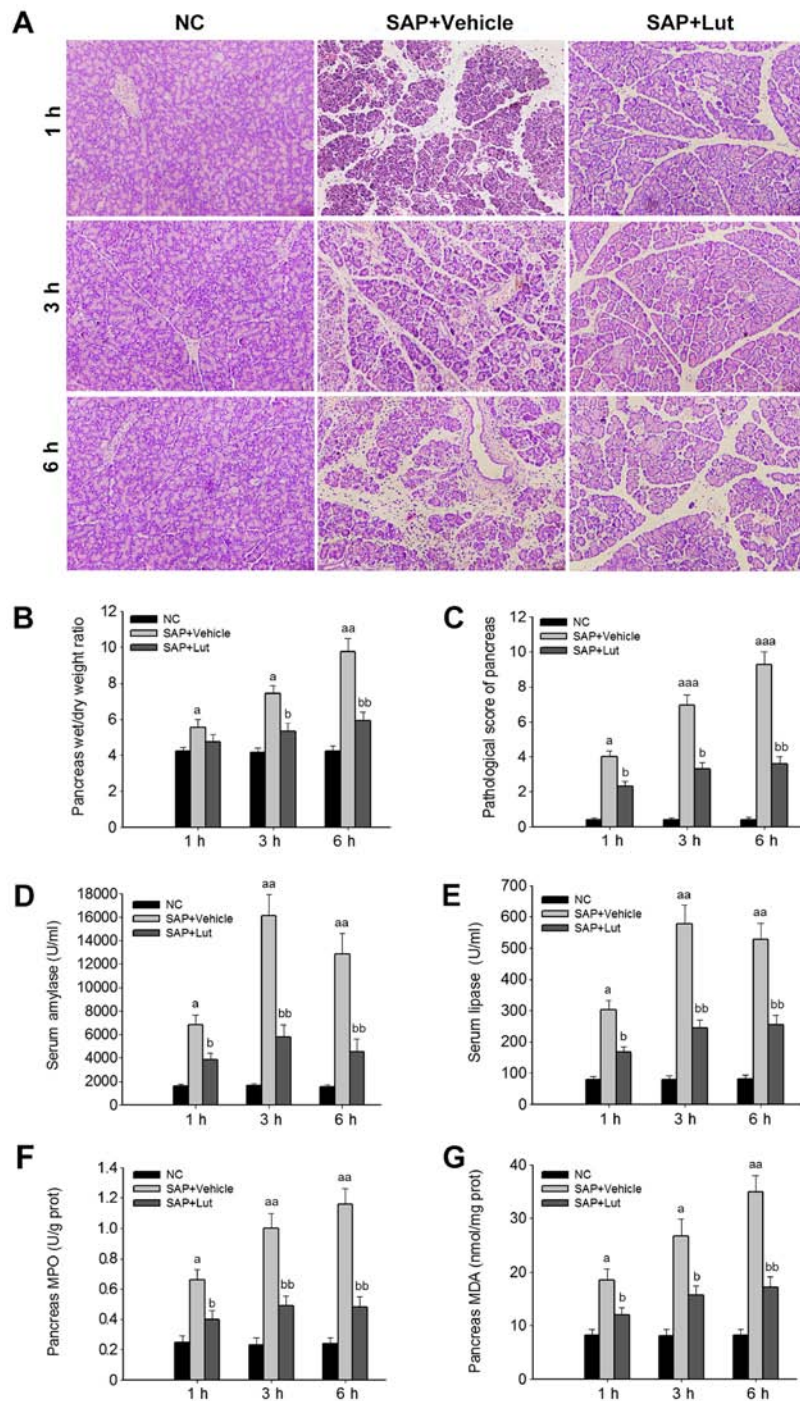 A NC SAP+Vehicle SAP+Lut
1 h
3 h
6 h
B
Pancreas wet/dry weight ratio
12
10
8
6
4
2
0
NC
SAP+Vehicle
SAP+Lut
a
a
b
aa
bb
1 h 3 h 6 h
C
Pathological score of pancreas
12
10
8
6
4
2
0
NC
SAP+Vehicle
SAP+Lut
a
b
aaa
b
aaa
bb
1 h 3 h 6 h
D
Serum amylase (U/ml)
18000
16000
14000
12000
10000
8000
6000
4000
2000
0
NC
SAP+Vehicle
SAP+Lut
a
b
aa
bb
aa
bb
1 h 3 h 6 h
E
Serum lipase (U/ml)
700
600
500
400
300
200
100
0
NC
SAP+Vehicle
SAP+Lut
a
b
aa
bb
aa
bb
1 h 3 h 6 h
F
Pancreas MPO (U/g prot)
1.4
1.2
1.0
0.8
0.6
0.4
0.2
0
NC
SAP+Vehicle
SAP+Lut
a
b
aa
bb
aa
bb
1 h 3 h 6 h
G
Pancreas MDA (nmol/mg prot)
40
30
20
10
0
NC
SAP+Vehicle
SAP+Lut
a
b
a
b
aa
bb
1 h 3 h 6 h